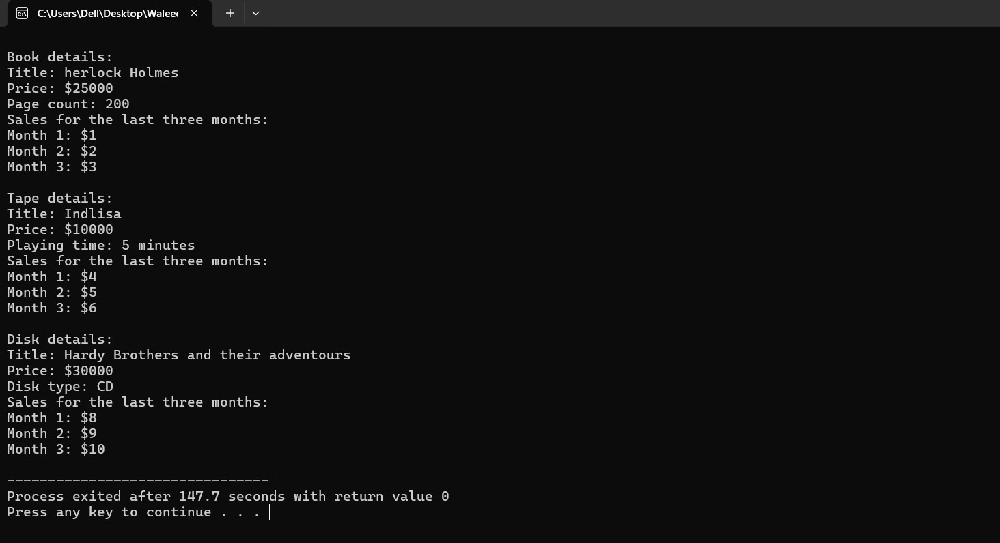 C:\Users\Dell\Desktop\Walee
Book details:
Title: herlock Holmes
Price: $25000
Page count: 200
Sales for the last three months:
Month 1: $1
Month 2: $2
Month 3: $3
Tape details:
Title: Indlisa
Price: $10000
Playing time: 5 minutes
Sales for the last three months:
Month 1: $4
Month 2: $5
Month 3: $6
Disk details:
Title: Hardy Brothers and their adventours
Price: $30000
Disk type: CD
Sales for the last three months:
Month 1: $8
Month 2: $9
Month 3: $10
--------------------------------
Process exited after 147.7 seconds with return value 0
Press any key to continue . . .